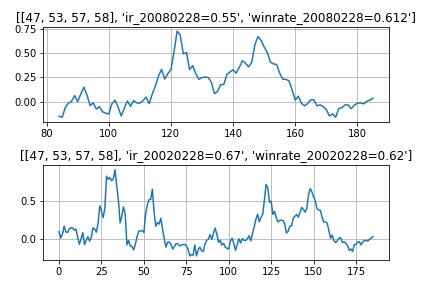 [[47, 53, 57, 58], 'ir_20080228=0.55', 'winrate_20080228=0.612']
0.75
0.50
0.25
0.00
80 100 120 140 160 180
[[47, 53, 57, 58], 'ir_20020228=0.67', 'winrate_20020228=0.62']
0.5
0.0
0 25 50 75 100 125 150 175